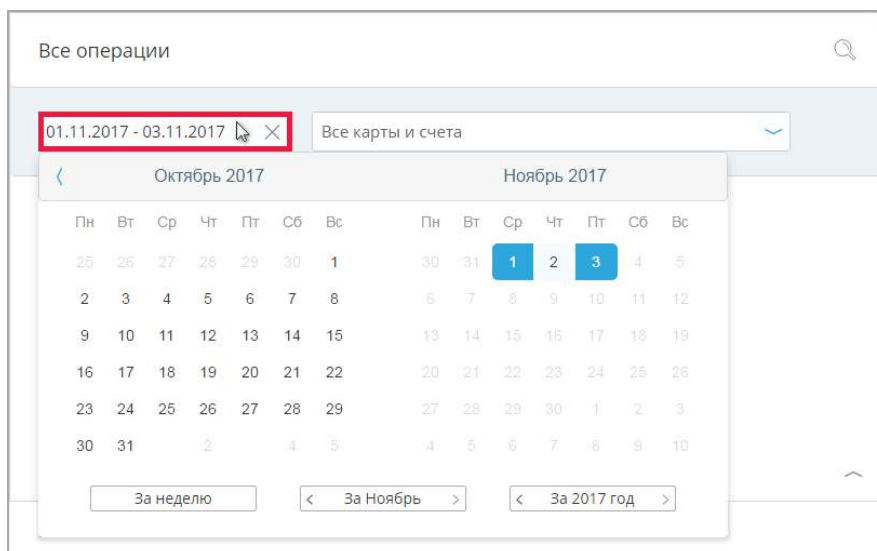 Все операции
01.11.2017 - 03.11.2017 Все карты и счета
Октябрь 2017 Ноябрь 2017
Пн Вт Ср Чт Пт Сб Вс Пн Вт Ср Чт Пт Сб Вс
25 26 27 28 29 30 1 30 31 1 2 3 4 5
2 3 4 5 6 7 8 6 7 8 9 10 11 12
9 10 11 12 13 14 15 13 14 15 16 17 18 19
16 17 18 19 20 21 22 20 21 22 23 24 25 26
23 24 25 26 27 28 29 27 28 29 30 1 2 3
30 31 2 4 5 4 5 6 7 8 9 10
За неделю < За Ноябрь > < За 2017 год >